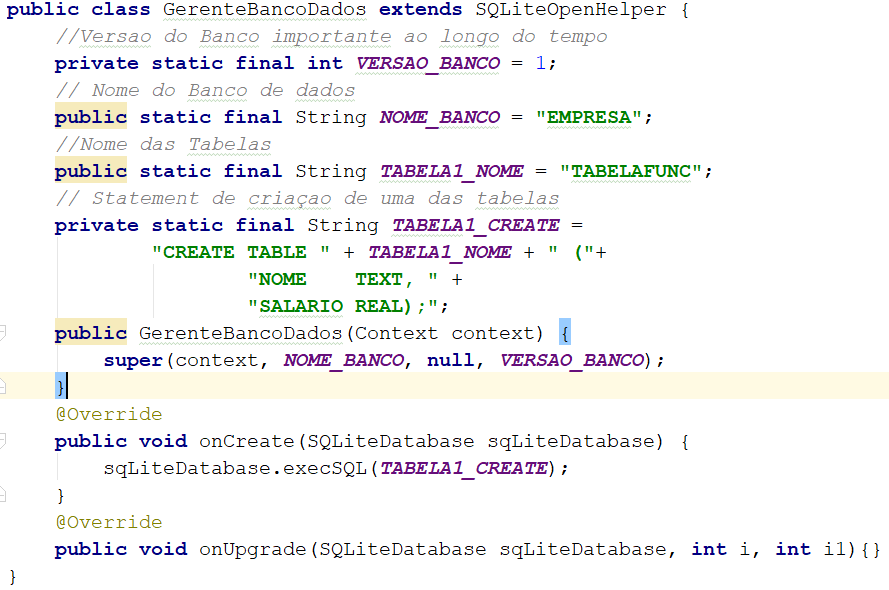 public class GerenteBancoDados extends SQLiteOpenHelper {
//Versao do Banco importante ao longo do tempo
private static final int VERSAO_BANCO = 1;
// Nome do Banco de dados
public static final String NOME_BANCO = "EMPRESA";
//Nome das Tabelas
public static final String TABELA1_NOME = "TABELAFUNC";
// Statement de criaçao de uma das tabelas
private static final String TABELA1_CREATE =
"CREATE TABLE " + TABELA1_NOME + " ("+
"NOME    TEXT, " +
"SALARIO REAL);";
public GerenteBancoDados(Context context) {
super(context, NOME_BANCO, null, VERSAO_BANCO);
}
@Override
public void onCreate(SQLiteDatabase sqLiteDatabase) {
sqLiteDatabase.execSQL(TABELA1_CREATE);
}
@Override
public void onUpgrade(SQLiteDatabase sqLiteDatabase, int i, int i1){}
}